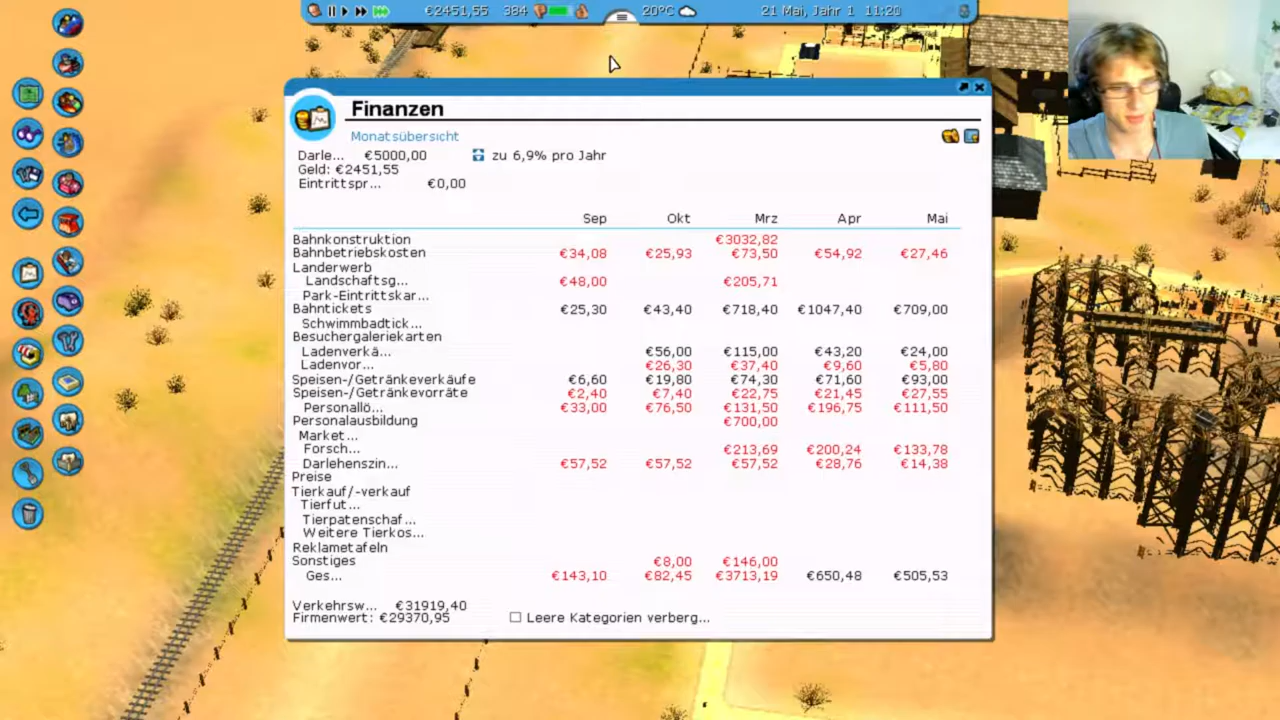 €2451,55 384 20°C 21 Mai, Jahr 1 11:20
Finanzen
Monatsübersicht
Darle... €5000,00 zu 6,9% pro Jahr
Geld: €2451,55
Eintrittspr... €0,00
Sep Okt Mrz Apr Mai
Bahnkonstruktion €3032,82
Bahnbetriebskosten €34,08 €25,93 €73,50 €54,92 €27,46
Landerwerb
Landschaftsg... €48,00 €205,71
Park-Eintrittskar...
Bahntickets €25,30 €43,40 €718,40 €1047,40 €709,00
Schwimmbadtick...
Besuchergaleriekarten
Ladenverkä... €56,00 €115,00 €43,20 €24,00
Ladenvor... €26,30 €37,40 €9,60 €5,80
Speisen-/Getränkeverkäufe €6,60 €19,80 €74,30 €71,60 €93,00
Speisen-/Getränkevorräte €2,40 €7,40 €22,75 €21,45 €27,55
Personallö... €33,00 €76,50 €131,50 €196,75 €111,50
Personalausbildung €700,00
Market...
Forsch... €213,69 €200,24 €133,78
Darlehenszin... €57,52 €57,52 €57,52 €28,76 €14,38
Preise
Tierkauf/-verkauf
Tierfut...
Tierpatenschaf...
Weitere Tierkos...
Reklametafeln
Sonstiges €8,00 €146,00
Ges... €143,10 €82,45 €3713,19 €650,48 €505,53
Verkehrsw... €31919,40
Firmenwert: €29370,95 Leere Kategorien verberg...